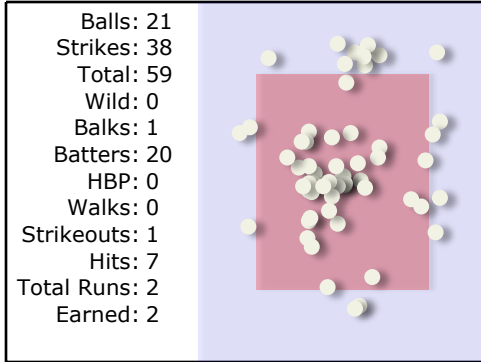 Balls: 21
Strikes: 38
Total: 59
Wild: 0
Balks: 1
Batters: 20
HBP: 0
Walks: 0
Strikeouts: 1
Hits: 7
Total Runs: 2
Earned: 2